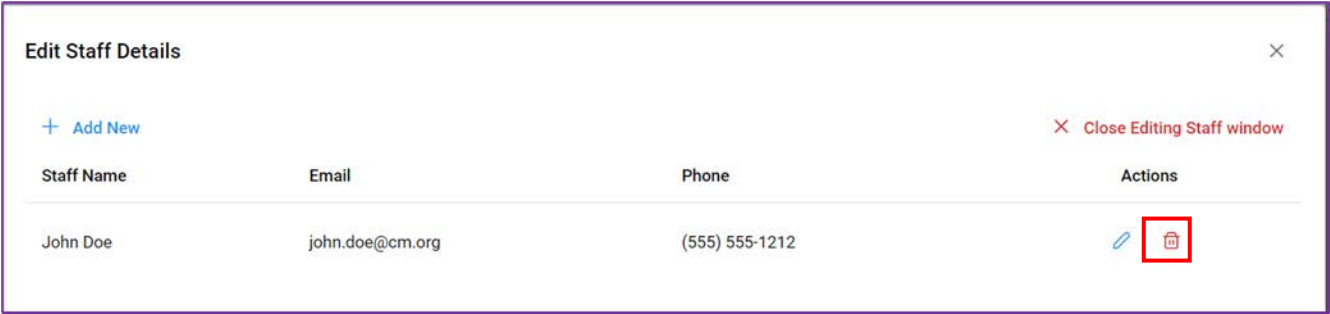 Edit Staff Details
Add New
Close Editing Staff window
Staff Name Email Phone Actions
John Doe john.doe@cm.org (555) 555-1212